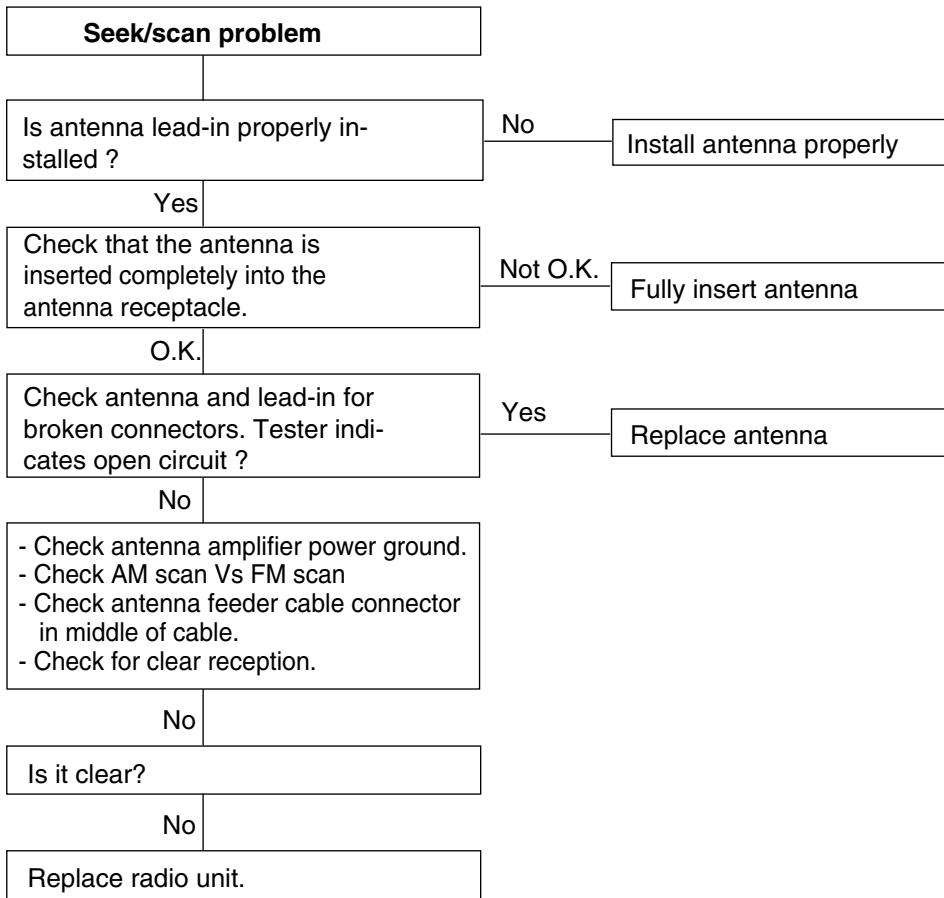 Seek/scan problem
Is antenna lead-in properly in-
stalled ?
No
Install antenna properly
Yes
Check that the antenna is
inserted completely into the
antenna receptacle.
Not O.K.
Fully insert antenna
O.K.
Check antenna and lead-in for
broken connectors. Tester indi-
cates open circuit ?
Yes
Replace antenna
No
- Check antenna amplifier power ground.
- Check AM scan Vs FM scan
- Check antenna feeder cable connector
in middle of cable.
- Check for clear reception.
No
Is it clear?
No
Replace radio unit.